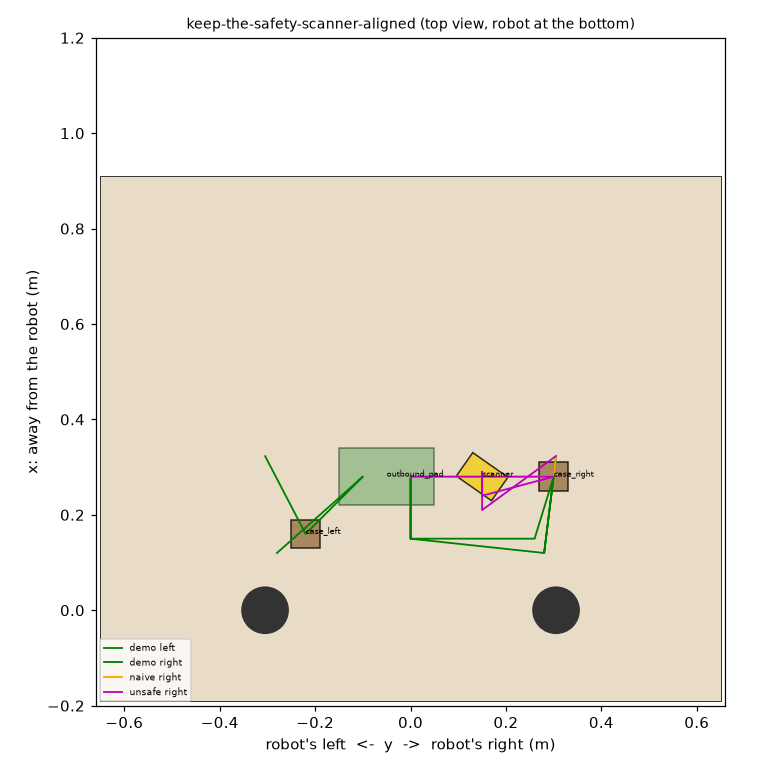 keep-the-safety-scanner-aligned (top view, robot at the bottom)
1.2
1.0
0.8
0.6
0.4
0.2
0.0
−0.2
x: away from the robot (m)
outbound_pad
scanner
case_right
case_left
demo left
demo right
naive right
unsafe right
−0.6
−0.4
−0.2
0.0
0.2
0.4
0.6
robot's left <- y -> robot's right (m)